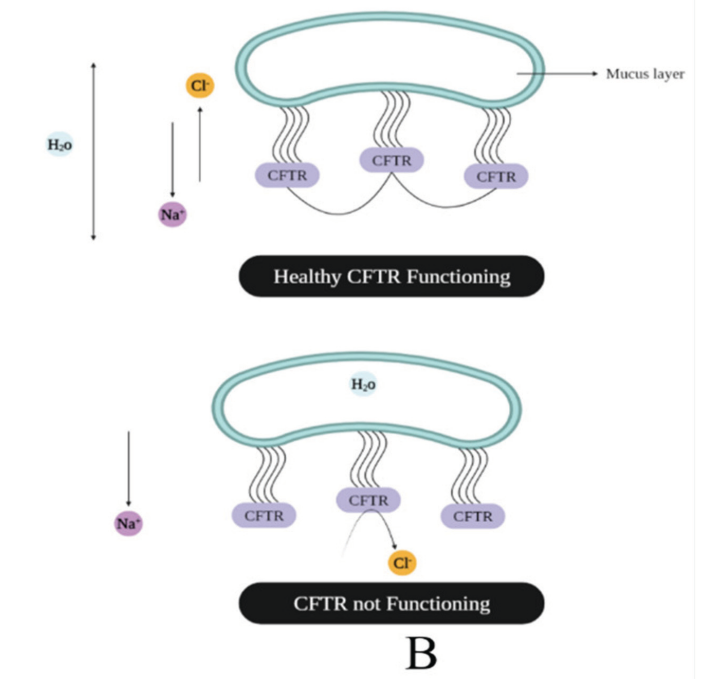 Cl⁻
Mucus layer
H₂o
CFTR
CFTR
CFTR
Na⁺
Healthy CFTR Functioning
H₂o
CFTR
CFTR
CFTR
Na⁺
Cl⁻
CFTR not Functioning
B